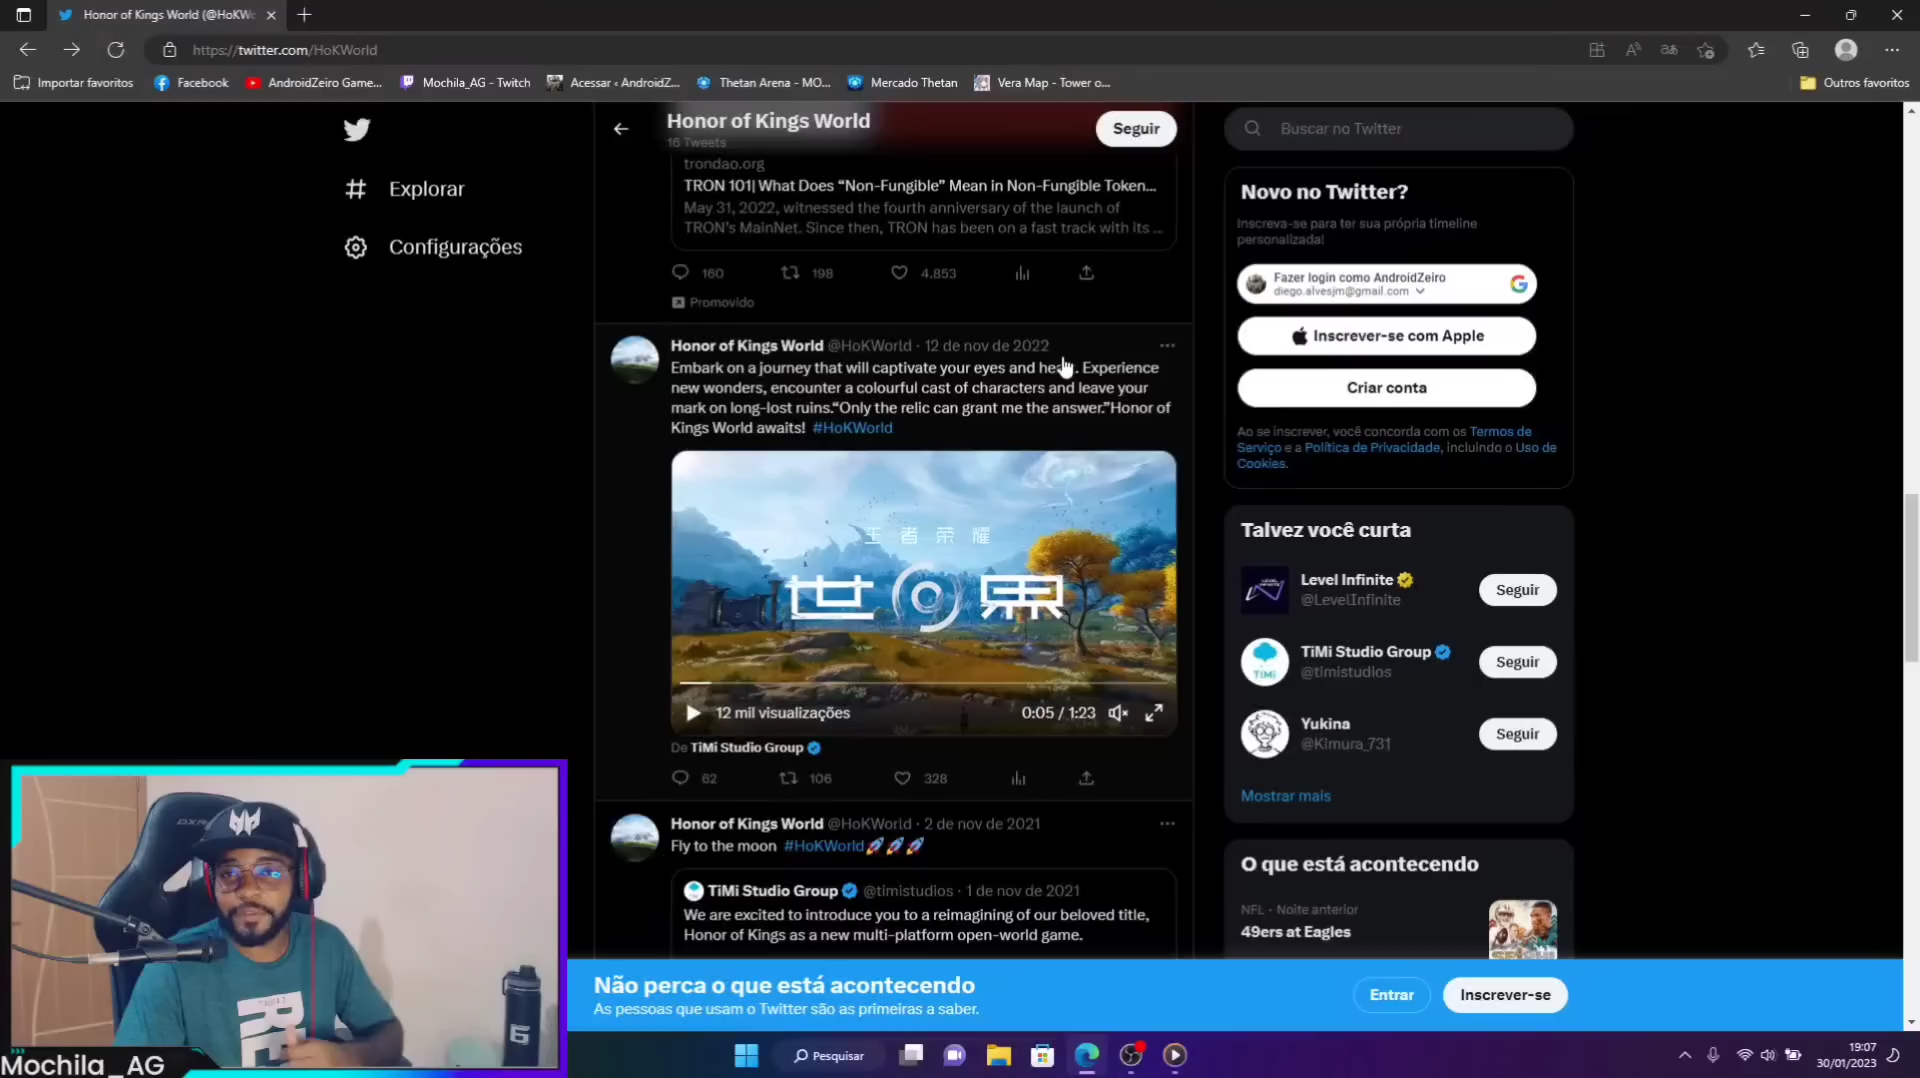 Honor of Kings World (@HoKWo
https://twitter.com/HoKWorld
Importar favoritos
Facebook
AndroidZeiro Game...
Mochila_AG - Twitch
Acessar ‹ AndroidZ...
Thetan Arena - MO...
Mercado Thetan
Vera Map - Tower o...
Outros favoritos
Explorar
Configurações
Honor of Kings World
16 Tweets
Seguir
trondao.org
TRON 101| What Does “Non-Fungible” Mean in Non-Fungible Token...
May 31, 2022, witnessed the fourth anniversary of the launch of
TRON's MainNet. Since then, TRON has been on a fast track with its ...
160
198
4.853
Promovido
Honor of Kings World @HoKWorld · 12 de nov de 2022
Embark on a journey that will captivate your eyes and hea . Experience
new wonders, encounter a colourful cast of characters and leave your
mark on long-lost ruins.“Only the relic can grant me the answer.”Honor of
Kings World awaits! #HoKWorld
王者荣耀
世界
12 mil visualizações
0:05 / 1:23
De TiMi Studio Group
62
106
328
Honor of Kings World @HoKWorld · 2 de nov de 2021
Fly to the moon #HoKWorld🚀🚀🚀
TiMi Studio Group @timistudios · 1 de nov de 2021
We are excited to introduce you to a reimagining of our beloved title,
Honor of Kings as a new multi-platform open-world game.
Buscar no Twitter
Novo no Twitter?
Inscreva-se para ter sua própria timeline
personalizada!
Fazer login como AndroidZeiro
diego.alvesjm@gmail.com
Inscrever-se com Apple
Criar conta
Ao se inscrever, você concorda com os Termos de
Serviço e a Política de Privacidade, incluindo o Uso de
Cookies.
Talvez você curta
Level Infinite
@LevelInfinite
Seguir
TiMi Studio Group
@timistudios
Seguir
TiMi
Yukina
@Kimura_731
Seguir
Mostrar mais
O que está acontecendo
NFL · Noite anterior
49ers at Eagles
Não perca o que está acontecendo
As pessoas que usam o Twitter são as primeiras a saber.
Entrar
Inscrever-se
Mochila_AG
Pesquisar
19:07
30/01/2023